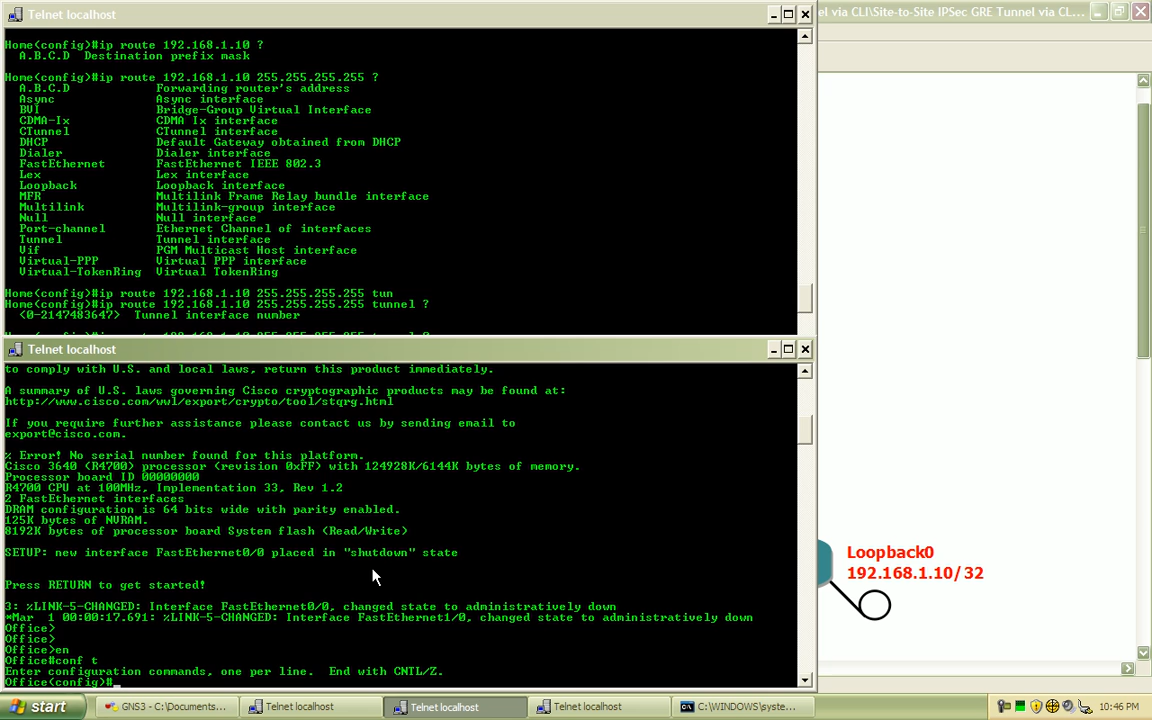 Telnet localhost
el via CLI\Site-to-Site IPSec GRE Tunnel via CL...
Home(config)#ip route 192.168.1.10 ?
A.B.C.D  Destination prefix mask
Home(config)#ip route 192.168.1.10 255.255.255.255 ?
A.B.C.D            Forwarding router's address
Async              Async interface
BVI                Bridge-Group Virtual Interface
CDMA-Ix            CDMA Ix interface
CTunnel            CTunnel interface
DHCP               Default Gateway obtained from DHCP
Dialer             Dialer interface
FastEthernet       FastEthernet IEEE 802.3
Lex                Lex interface
Loopback           Loopback interface
MFR                Multilink Frame Relay bundle interface
Multilink          Multilink-group interface
Null               Null interface
Port-channel       Ethernet Channel of interfaces
Tunnel             Tunnel interface
Vif                PGM Multicast Host interface
Virtual-PPP        Virtual PPP interface
Virtual-TokenRing  Virtual TokenRing
Home(config)#ip route 192.168.1.10 255.255.255.255 tun
Home(config)#ip route 192.168.1.10 255.255.255.255 tunnel ?
<0-2147483647>  Tunnel interface number
Telnet localhost
to comply with U.S. and local laws, return this product immediately.
A summary of U.S. laws governing Cisco cryptographic products may be found at:
http://www.cisco.com/wwl/export/crypto/tool/stqrg.html
If you require further assistance please contact us by sending email to
export@cisco.com.
% Error! No serial number found for this platform.
Cisco 3640 (R4700) processor (revision 0xFF) with 124928K/6144K bytes of memory.
Processor board ID 00000000
R4700 CPU at 100MHz, Implementation 33, Rev 1.2
2 FastEthernet interfaces
DRAM configuration is 64 bits wide with parity enabled.
125K bytes of NVRAM.
8192K bytes of processor board System flash (Read/Write)
SETUP: new interface FastEthernet0/0 placed in "shutdown" state
Press RETURN to get started!
3: %LINK-5-CHANGED: Interface FastEthernet0/0, changed state to administratively down
*Mar  1 00:00:17.691: %LINK-5-CHANGED: Interface FastEthernet1/0, changed state to administratively down
Office>
Office>
Office>en
Office#conf t
Enter configuration commands, one per line.  End with CNTL/Z.
Office(config)#
Loopback0
192.168.1.10/32
start
GNS3 - C:\Documents...
Telnet localhost
Telnet localhost
Telnet localhost
C:\WINDOWS\syste...
10:46 PM